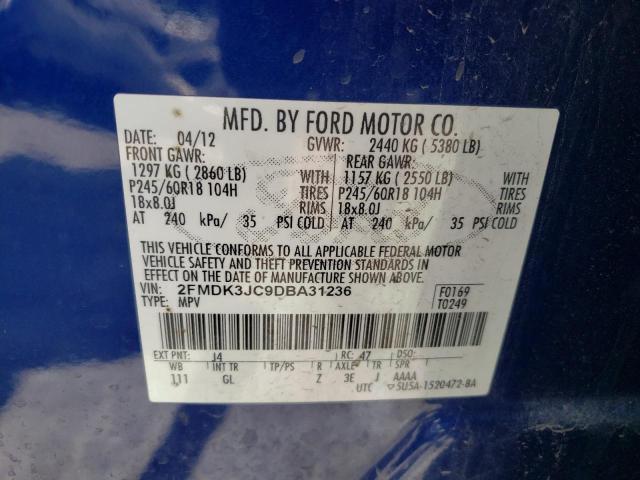 MFD. BY FORD MOTOR CO.
DATE: 04/12 GVWR: 2440 KG ( 5380 LB)
FRONT GAWR: REAR GAWR:
1297 KG ( 2860 LB) WITH 1157 KG ( 2550 LB) WITH
P245/60R18 104H TIRES P245/60R18 104H TIRES
18x8.0J RIMS 18x8.0J RIMS
AT 240 kPa/ 35 PSI COLD AT 240 kPa/ 35 PSI COLD
THIS VEHICLE CONFORMS TO ALL APPLICABLE FEDERAL MOTOR
VEHICLE SAFETY AND THEFT PREVENTION STANDARDS IN
EFFECT ON THE DATE OF MANUFACTURE SHOWN ABOVE.
VIN: 2FMDK3JC9DBA31236 F0169
TYPE: MPV T0249
EXT PNT: J4 RC: 47 DSO:
WB INT TR TP/PS R AXLE TR SPR
111 GL Z 3E J AAAA
UTC 5U5A-1520472-BA